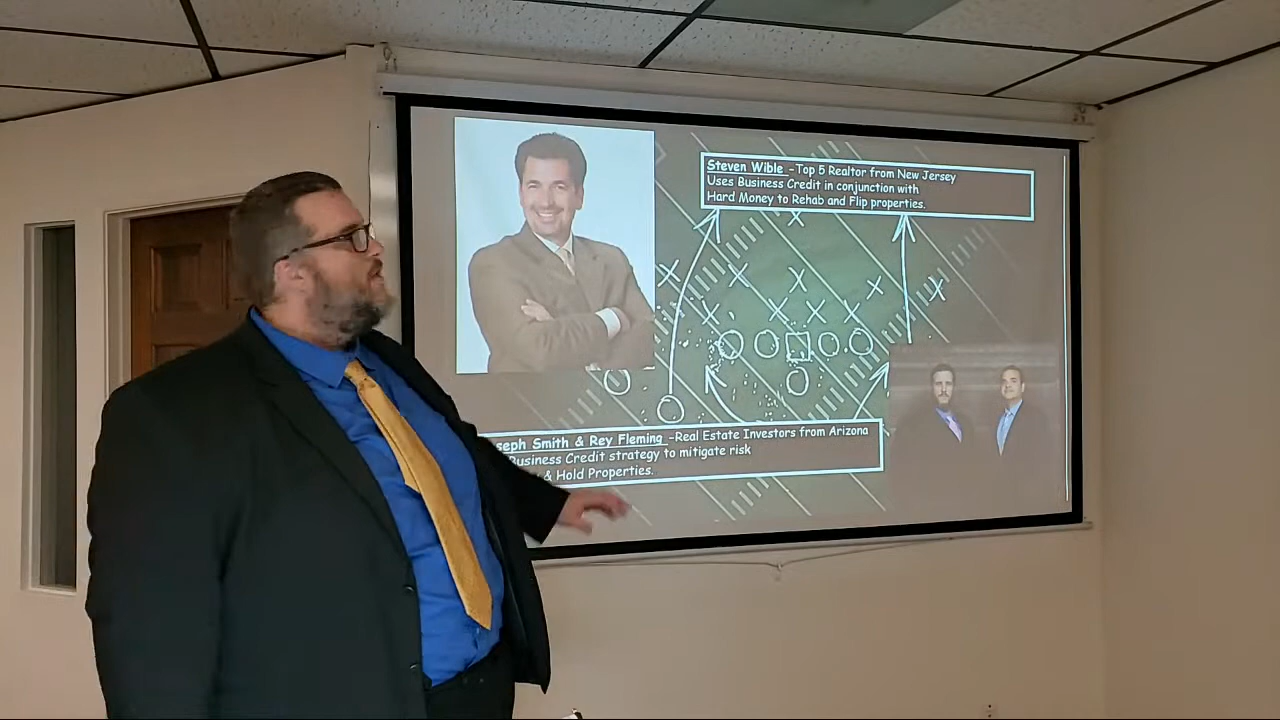 Steven Wible -Top 5 Realtor from New Jersey
Uses Business Credit in conjunction with
Hard Money to Rehab and Flip properties.
seph Smith & Rey Fleming -Real Estate Investors from Arizona
Business Credit strategy to mitigate risk
& Hold Properties.